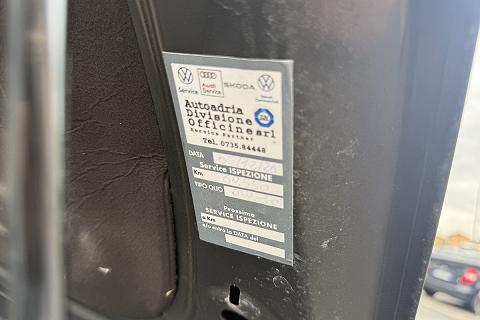 Service Audi Service SKODA
Autoadria
Divisione
Officine srl
Service Partner
Tel. 0735.84448
DATA
Service ISPEZIONE
Km
TIPO OLIO
Prossimo
SERVICE ISPEZIONE
a Km
e/o entro la DATA del